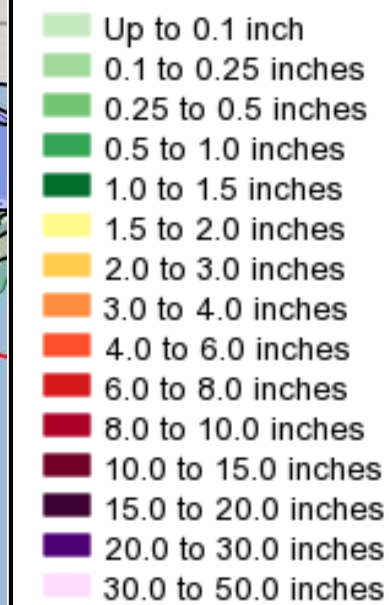 Up to 0.1 inch
0.1 to 0.25 inches
0.25 to 0.5 inches
0.5 to 1.0 inches
1.0 to 1.5 inches
1.5 to 2.0 inches
2.0 to 3.0 inches
3.0 to 4.0 inches
4.0 to 6.0 inches
6.0 to 8.0 inches
8.0 to 10.0 inches
10.0 to 15.0 inches
15.0 to 20.0 inches
20.0 to 30.0 inches
30.0 to 50.0 inches